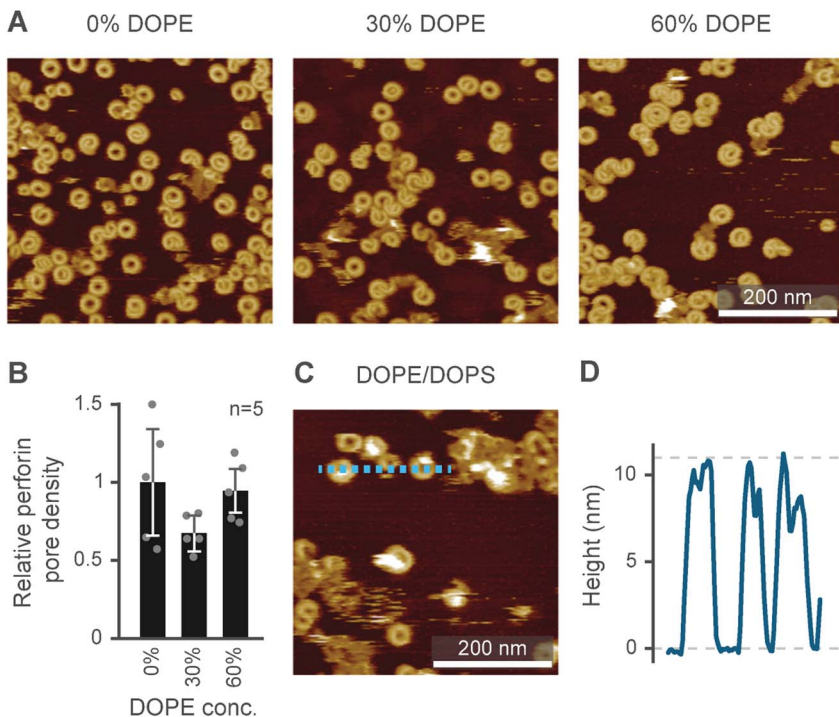 A
0% DOPE
30% DOPE
60% DOPE
200 nm
B
Relative perforin
pore density
1.5
1.0
0.5
0
n=5
0%
30%
60%
DOPE conc.
C
DOPE/DOPS
200 nm
D
Height (nm)
10
5
0